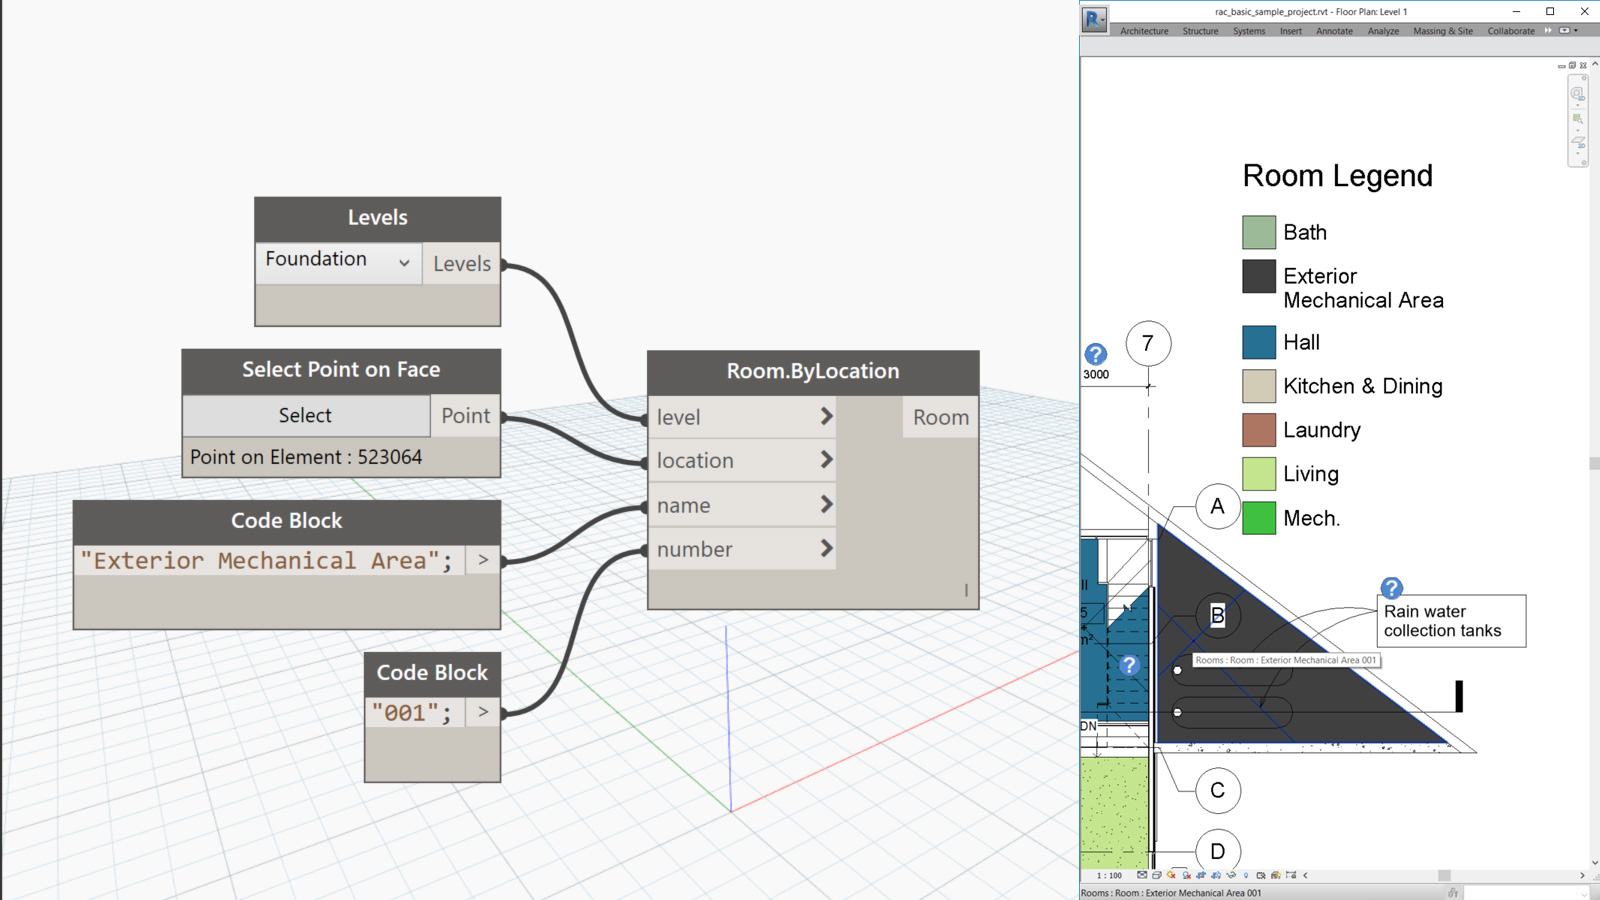 Levels
Foundation
Levels
Select Point on Face
Select
Point
Point on Element : 523064
Code Block
"Exterior Mechanical Area";
>
Code Block
"001";
>
Room.ByLocation
level
location
name
number
Room
rac_basic_sample_project.rvt - Floor Plan: Level 1
Architecture Structure Systems Insert Annotate Analyze Massing & Site Collaborate
Room Legend
Bath
Exterior
Mechanical Area
Hall
Kitchen & Dining
Laundry
Living
Mech.
7
?
3000
A
B
?
Rain water
collection tanks
Rooms : Room : Exterior Mechanical Area 001
?
5
m²
DN
C
D
1 : 100
Rooms : Room : Exterior Mechanical Area 001